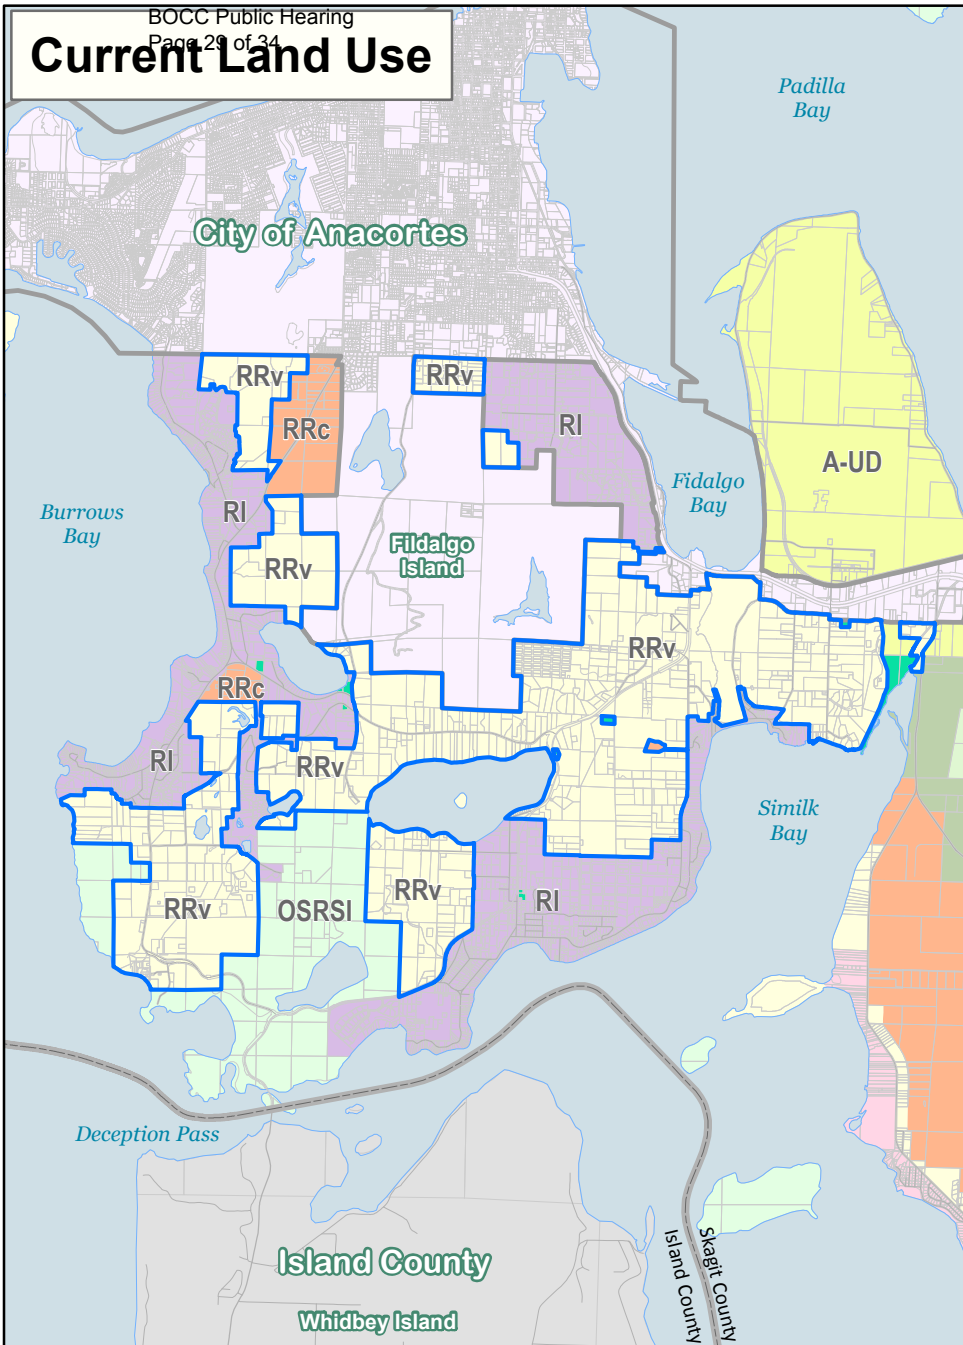 BOCC Public Hearing
Page 29 of 34
Current Land Use
Padilla
Bay
City of Anacortes
RRv
RRv
RRc
RI
A-UD
Fidalgo
Bay
Burrows
Bay
RI
Fildalgo
Island
RRv
RRv
RRc
RI
RRv
Similk
Bay
RRv
OSRSI
RRv
RI
Deception Pass
Island County
Whidbey Island
Skagit County
Island County